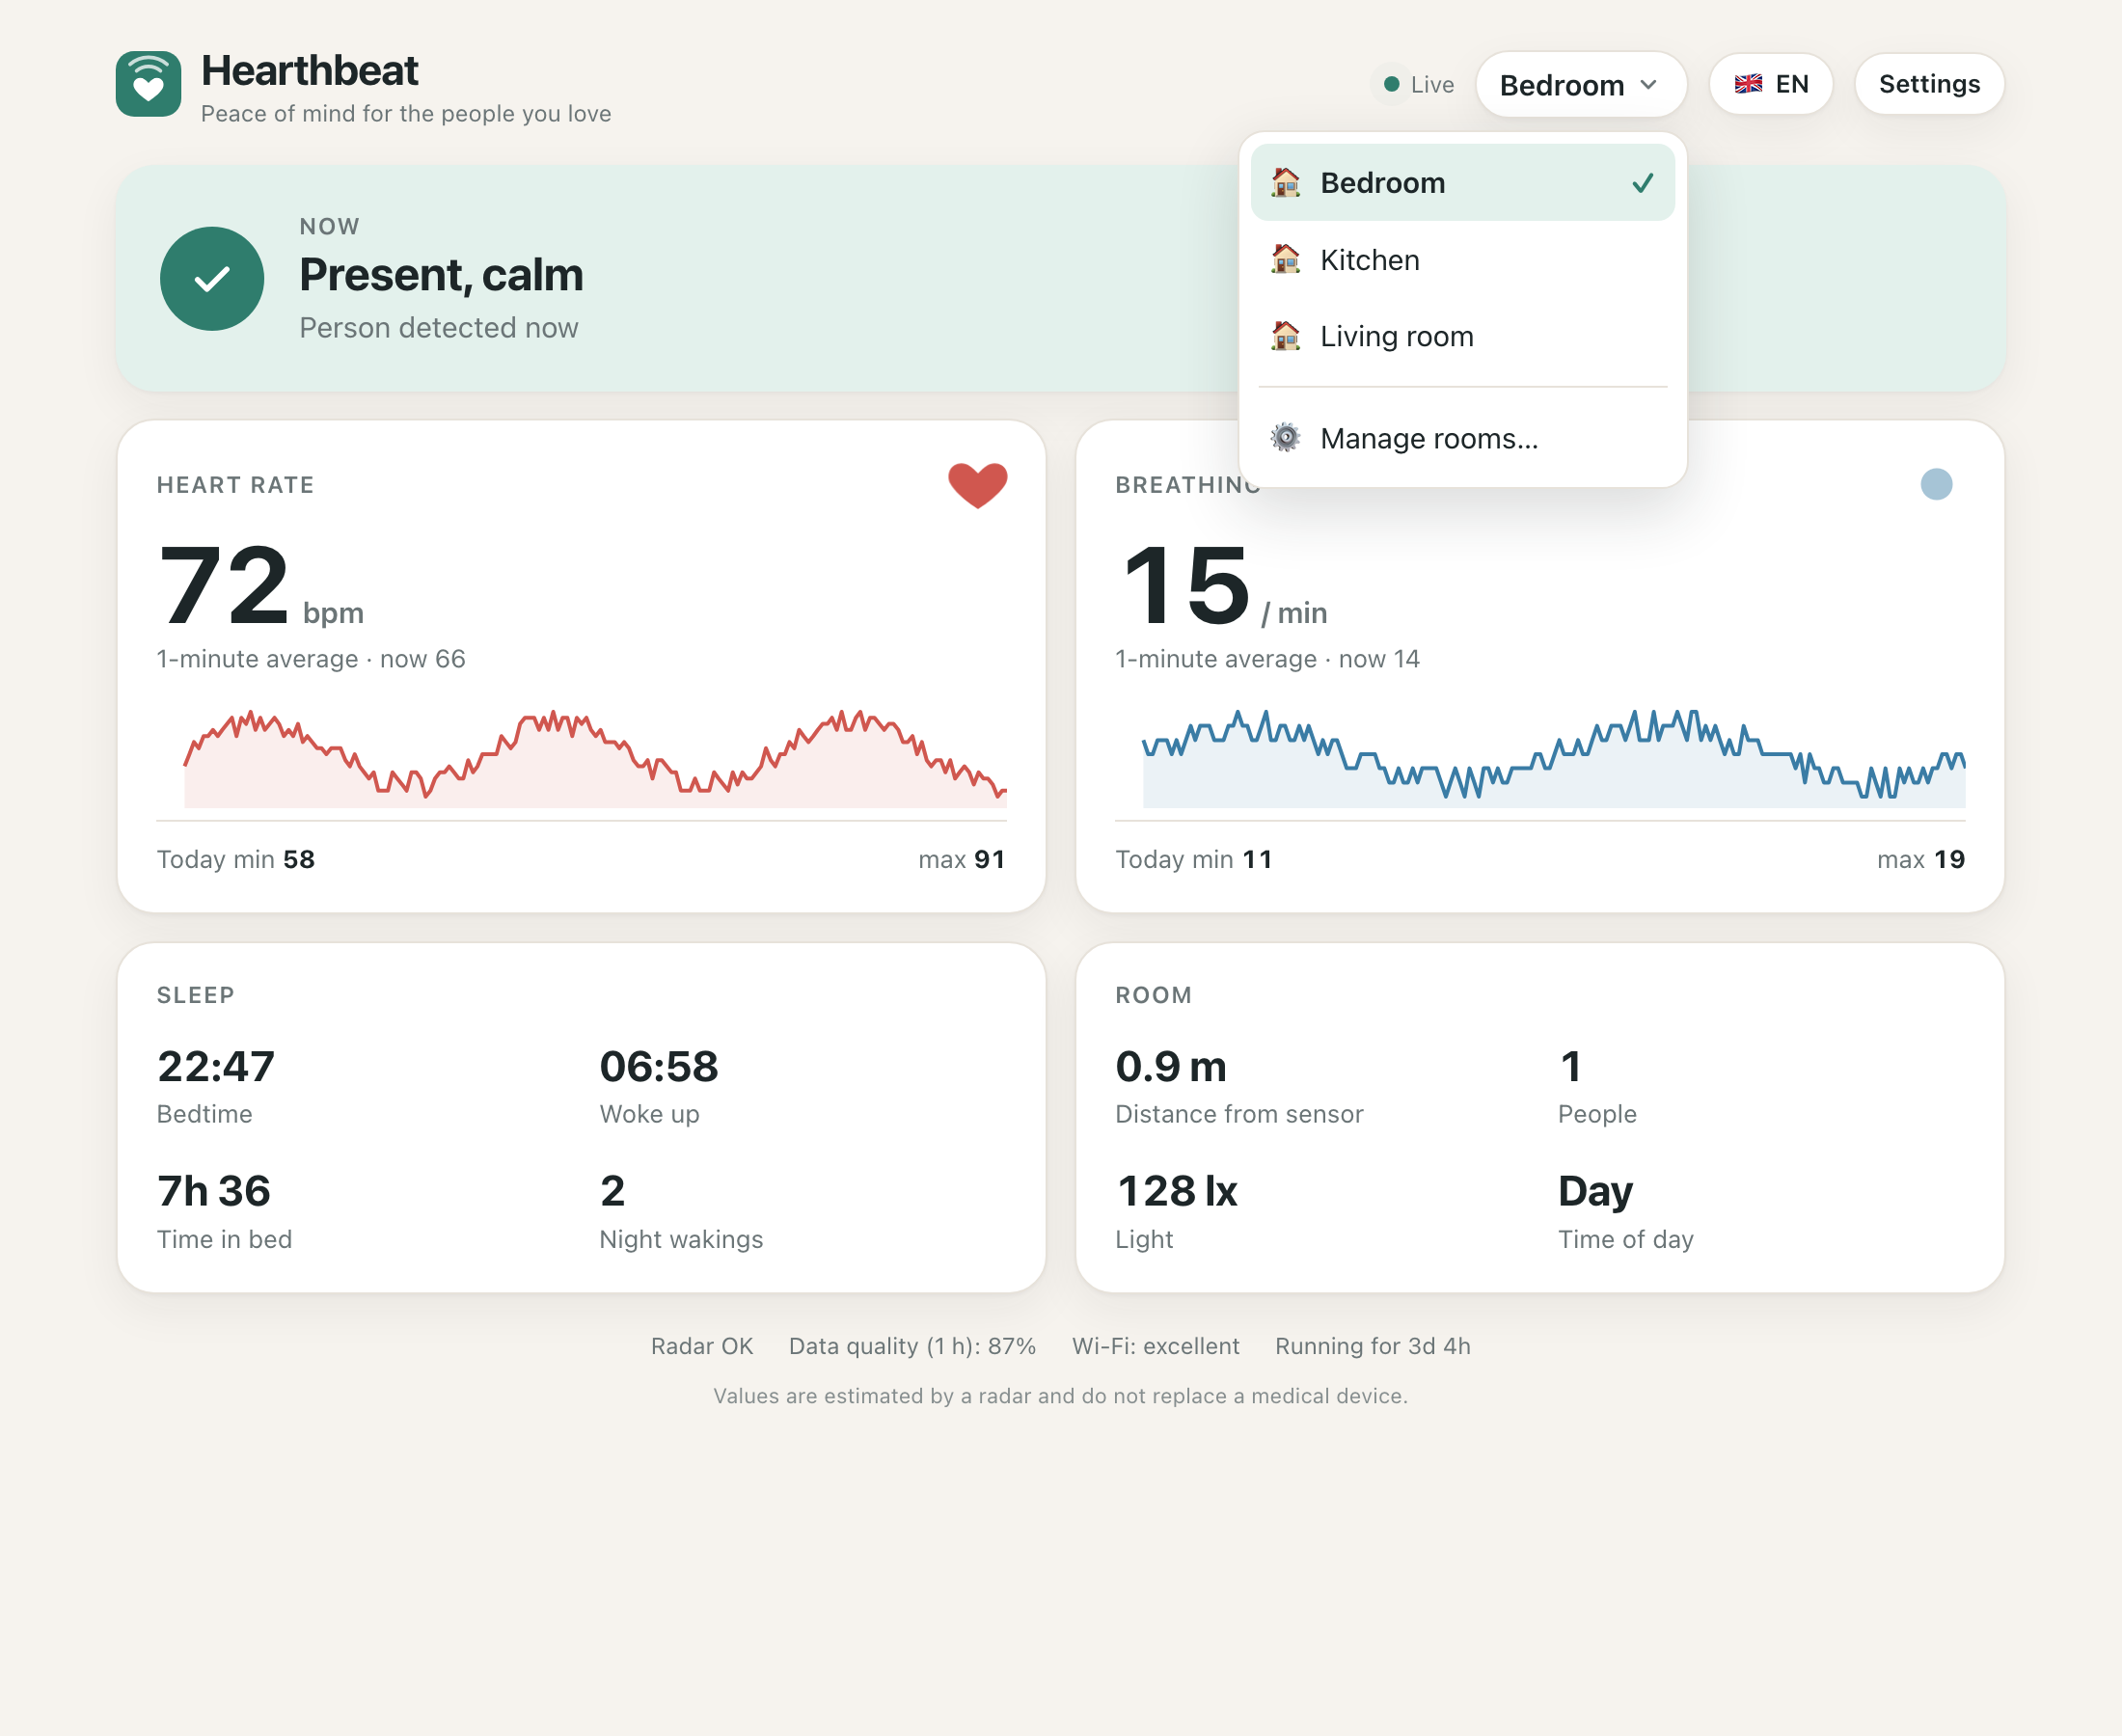 Hearthbeat
Peace of mind for the people you love
Live
Bedroom
EN
Settings
Bedroom
Kitchen
Living room
Manage rooms...
NOW
Present, calm
Person detected now
HEART RATE
72 bpm
1-minute average · now 66
Today min 58
max 91
BREATHING
15 / min
1-minute average · now 14
Today min 11
max 19
SLEEP
22:47
Bedtime
06:58
Woke up
7h 36
Time in bed
2
Night wakings
ROOM
0.9 m
Distance from sensor
1
People
128 lx
Light
Day
Time of day
Radar OK Data quality (1 h): 87% Wi-Fi: excellent Running for 3d 4h
Values are estimated by a radar and do not replace a medical device.